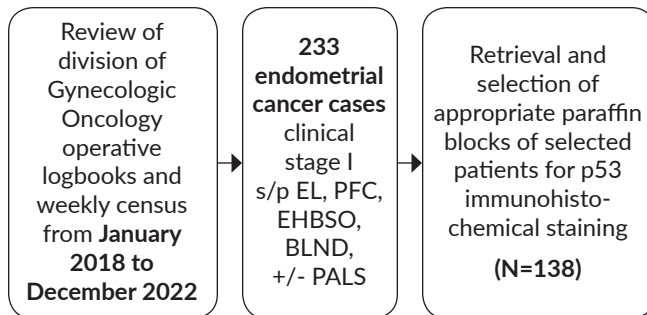 Review of
division of
Gynecologic
Oncology
operative
logbooks and
weekly census
from January
2018 to
December 2022
233
endometrial
cancer cases
clinical
stage I
s/p EL, PFC,
EHBSO,
BLND,
+/- PALS
Retrieval and
selection of
appropriate paraffin
blocks of selected
patients for p53
immunohisto-
chemical staining
(N=138)